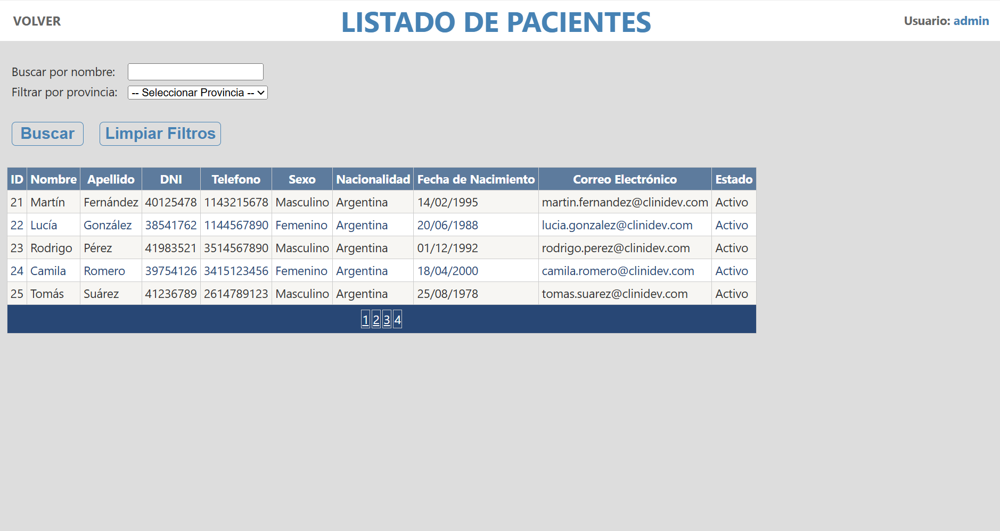 VOLVER LISTADO DE PACIENTES Usuario: admin
Buscar por nombre:
Filtrar por provincia: -- Seleccionar Provincia --
Buscar Limpiar Filtros
ID Nombre Apellido DNI Telefono Sexo Nacionalidad Fecha de Nacimiento Correo Electrónico Estado
21 Martín Fernández 40125478 1143215678 Masculino Argentina 14/02/1995 martin.fernandez@clinidev.com Activo
22 Lucía González 38541762 1144567890 Femenino Argentina 20/06/1988 lucia.gonzalez@clinidev.com Activo
23 Rodrigo Pérez 41983521 3514567890 Masculino Argentina 01/12/1992 rodrigo.perez@clinidev.com Activo
24 Camila Romero 39754126 3415123456 Femenino Argentina 18/04/2000 camila.romero@clinidev.com Activo
25 Tomás Suárez 41236789 2614789123 Masculino Argentina 25/08/1978 tomas.suarez@clinidev.com Activo
1 2 3 4